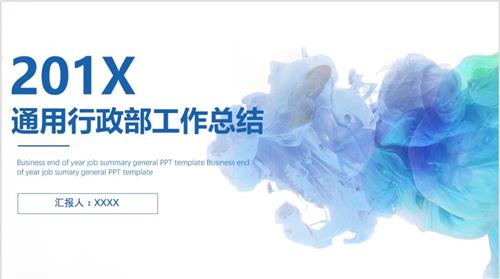 201X
通用行政部工作总结
Business end of year job summary general PPT template Business end
of year job sumary general PPT template
汇报人：XXXX